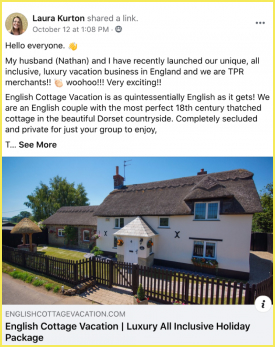 Laura Kurton shared a link.
October 12 at 1:08 PM ·
Hello everyone. 👋
My husband (Nathan) and I have recently launched our unique, all
inclusive, luxury vacation business in England and we are TPR
merchants!! 👏🏻 woohoo!!! Very exciting!!
English Cottage Vacation is as quintessentially English as it gets! We
are an English couple with the most perfect 18th century thatched
cottage in the beautiful Dorset countryside. Completely secluded
and private for just your group to enjoy,
T... See More
ENGLISHCOTTAGEVACATION.COM
English Cottage Vacation | Luxury All Inclusive Holiday
Package